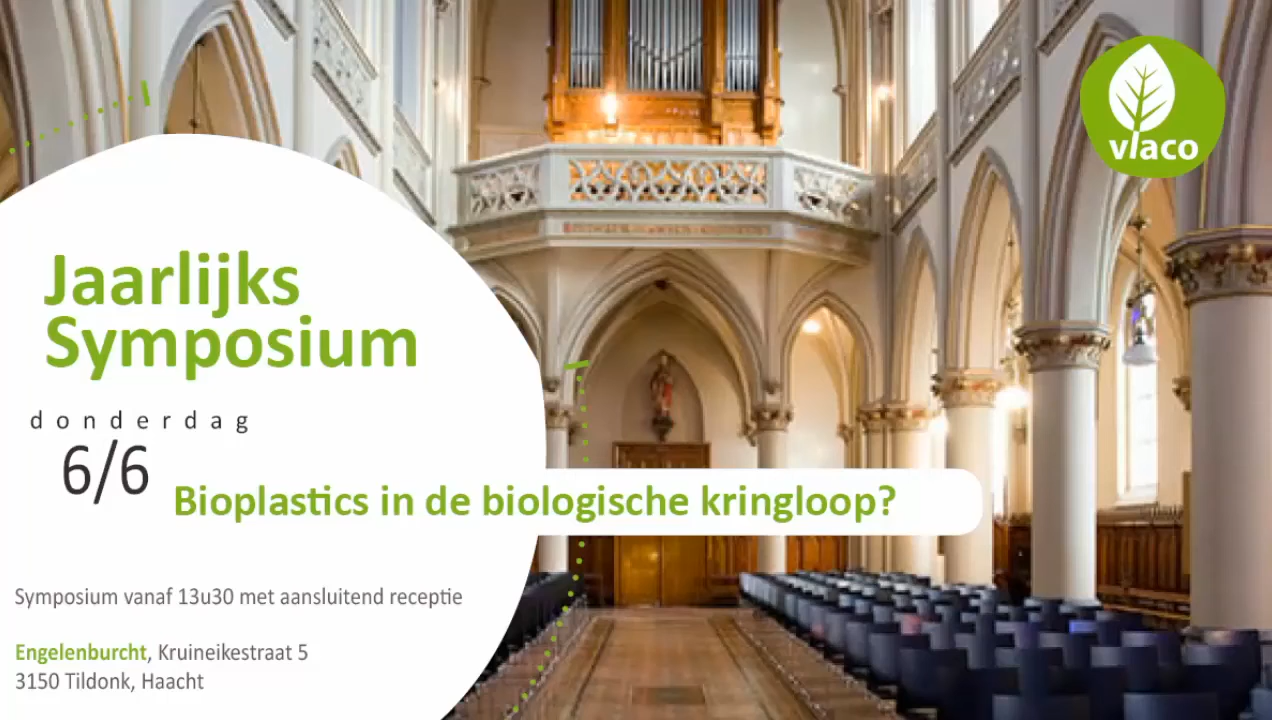 vlaco
Jaarlijks
Symposium
donderdag
6/6
Bioplastics in de biologische kringloop?
Symposium vanaf 13u30 met aansluitend receptie
Engelenburcht, Kruineikestraat 5
3150 Tildonk, Haacht